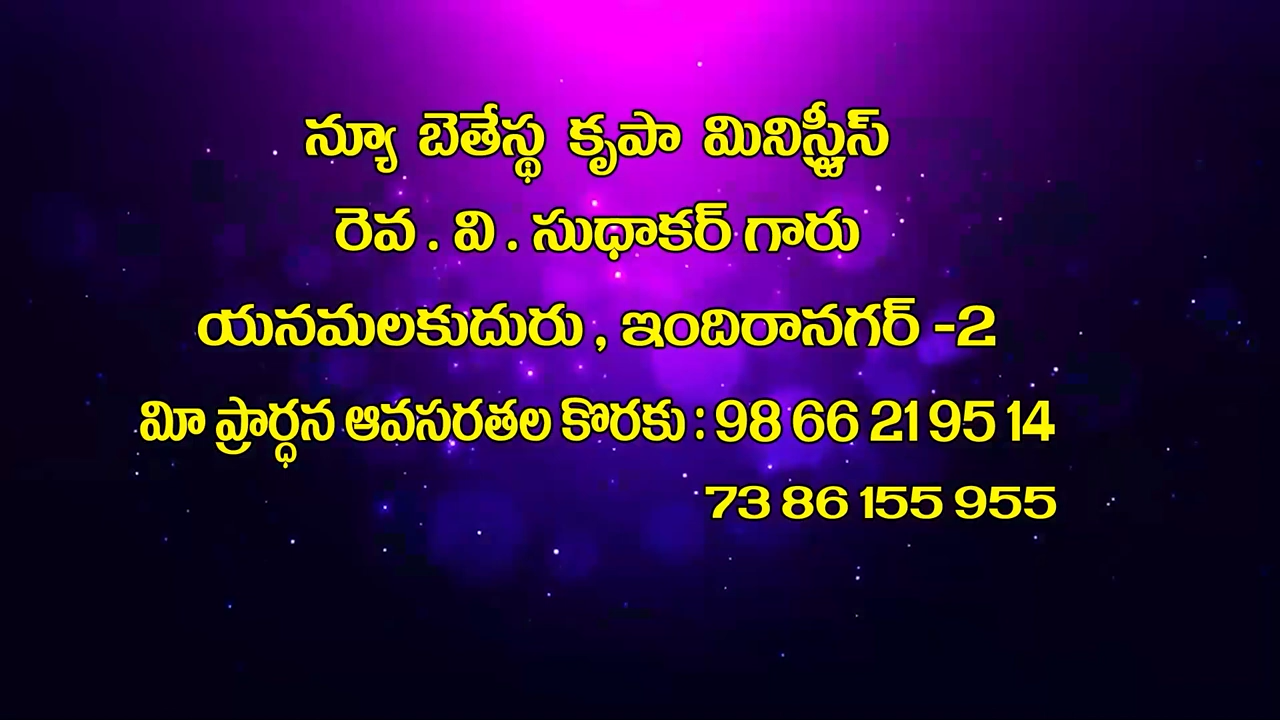 న్యూ బెతేస్థ కృపా మినిస్ట్రీస్
రెవ . వి . సుధాకర్ గారు
యనమలకుదురు , ఇందిరానగర్ -2
మీ ప్రార్ధన ఆవసరతల కొరకు : 98 66 21 95 14
73 86 155 955